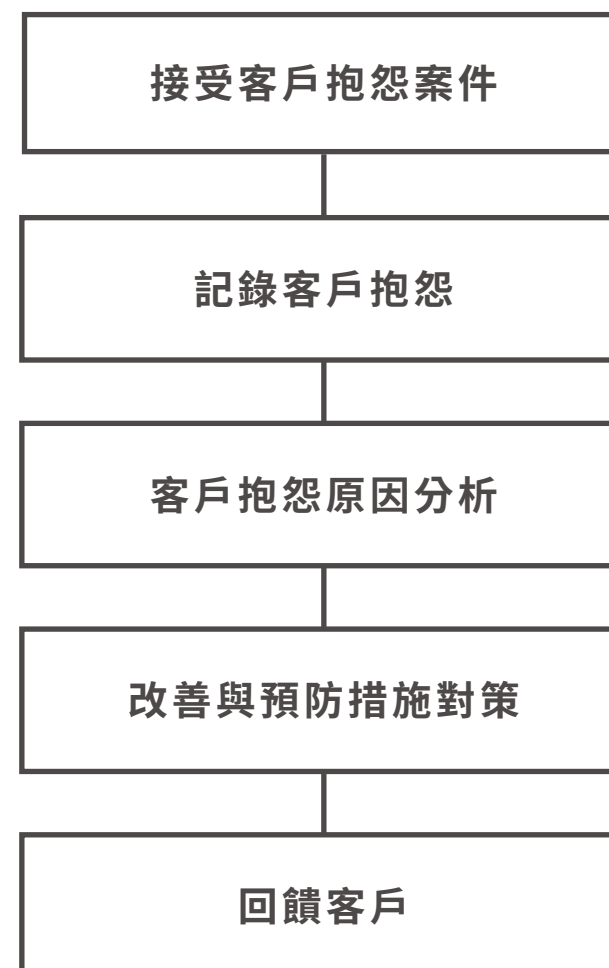 接受客戶抱怨案件
記錄客戶抱怨
客戶抱怨原因分析
改善與預防措施對策
回饋客戶